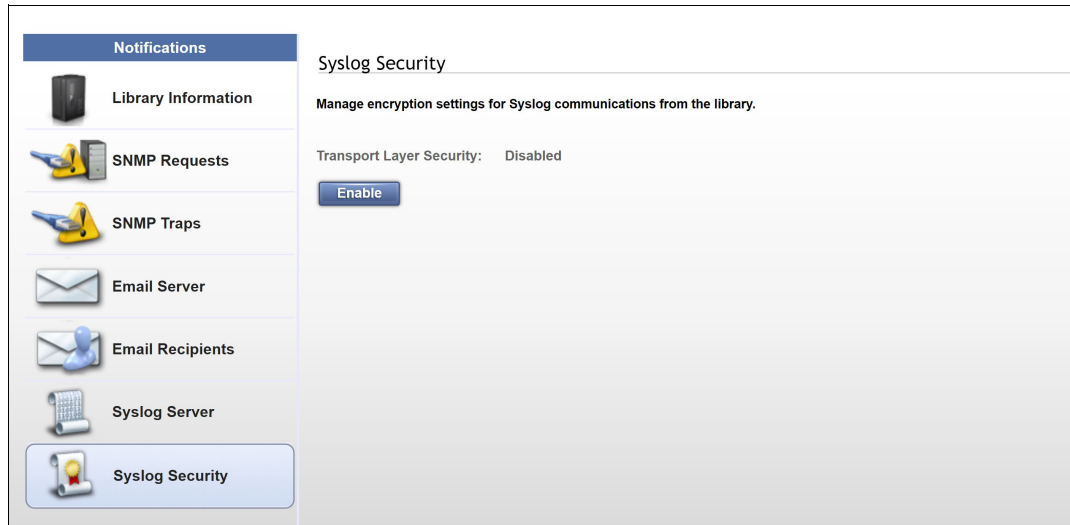 Notifications
Library Information
SNMP Requests
SNMP Traps
Email Server
Email Recipients
Syslog Server
Syslog Security
Syslog Security
Manage encryption settings for Syslog communications from the library.
Transport Layer Security: Disabled
Enable